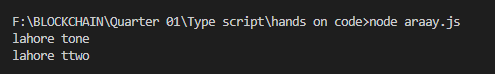 F:\BLOCKCHAIN\Quarter 01\Type script\hands on code>node araay.js
lahore tone
lahore ttwo